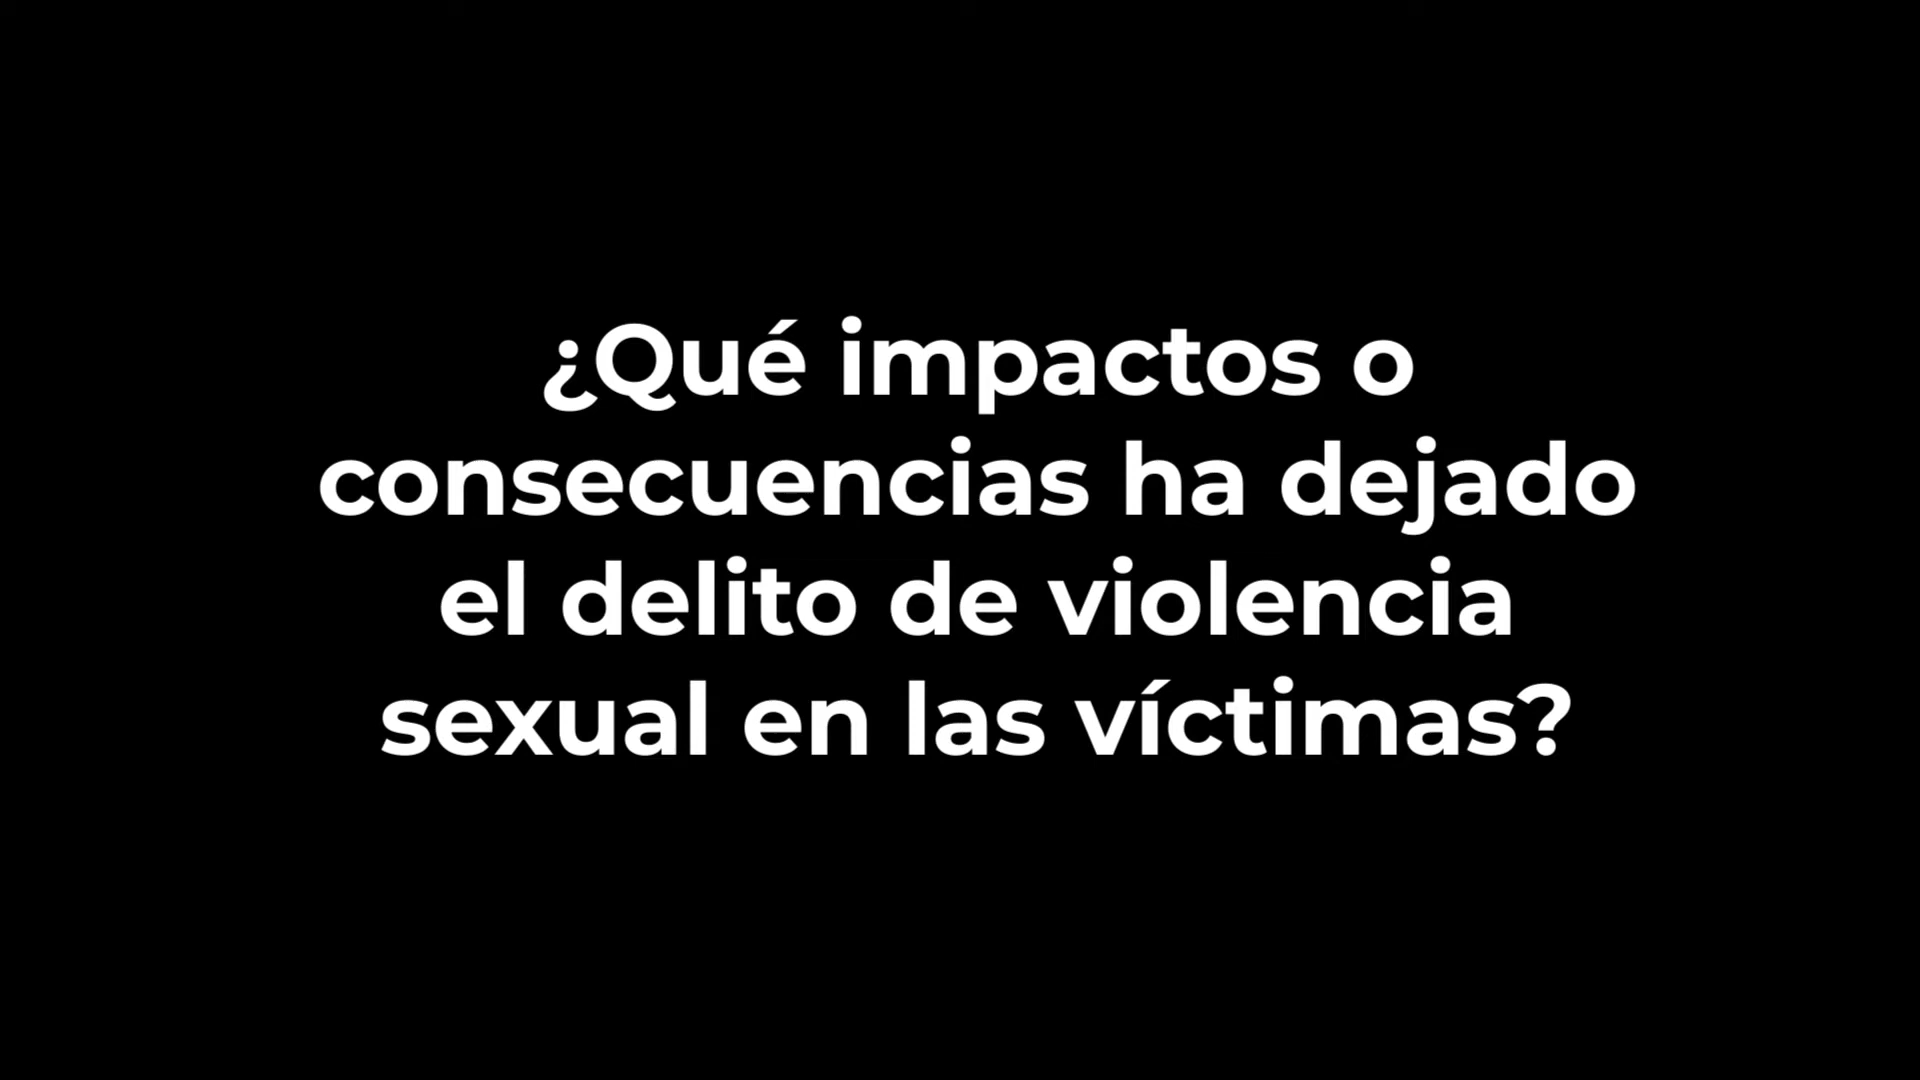 ¿Qué impactos o
consecuencias ha dejado
el delito de violencia
sexual en las víctimas?